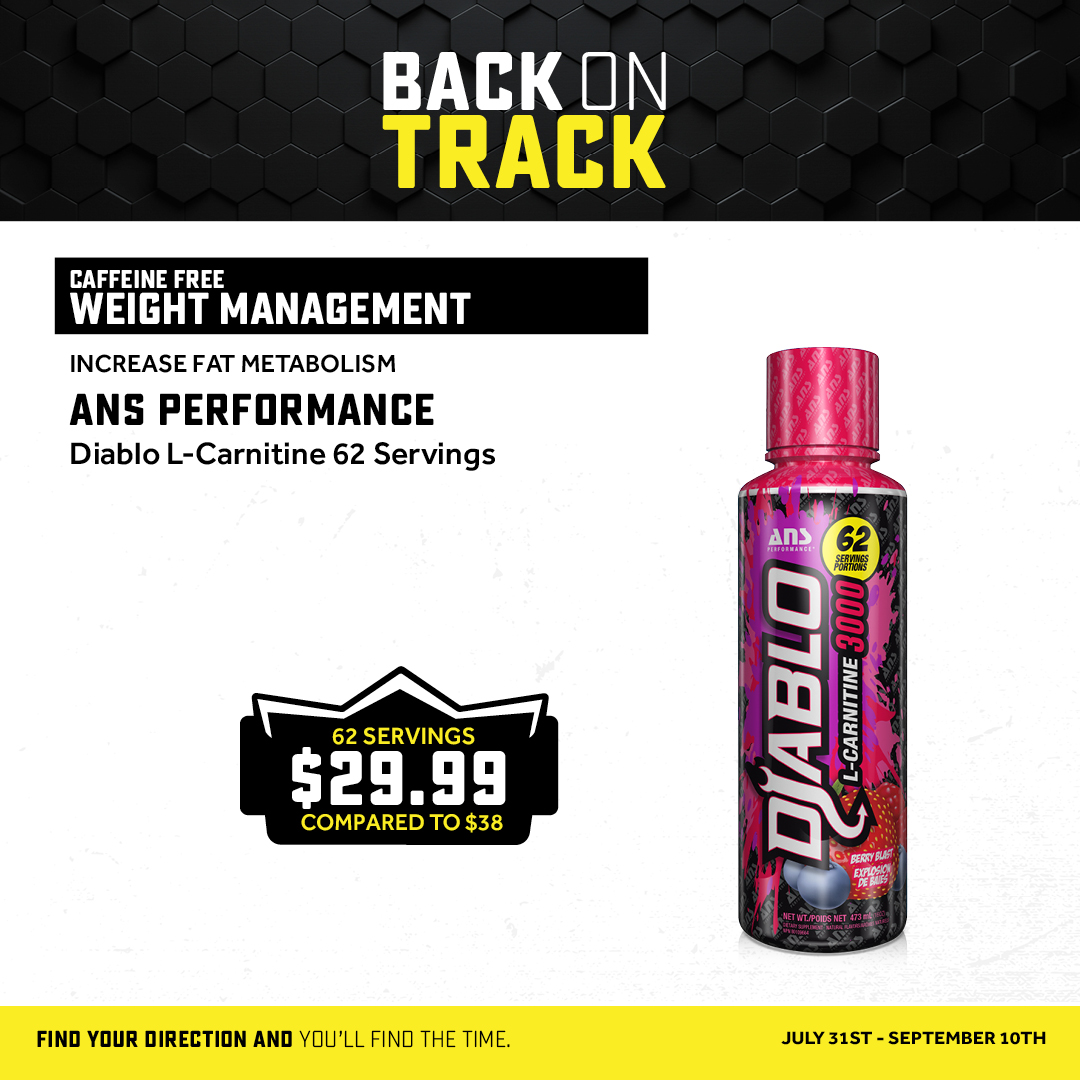 BACK ON
TRACK
CAFFEINE FREE
WEIGHT MANAGEMENT
INCREASE FAT METABOLISM
ANS PERFORMANCE
Diablo L-Carnitine 62 Servings
62 SERVINGS
$29.99
COMPARED TO $38
ANS
PERFORMANCE
62
SERVINGS
PORTIONS
DIABLO
L-CARNITINE 3000
BERRY BLAST
EXPLOSION
DE BAIES
NET WT./POIDS NET 473 mL
FIND YOUR DIRECTION AND YOU'LL FIND THE TIME.
JULY 31ST - SEPTEMBER 10TH